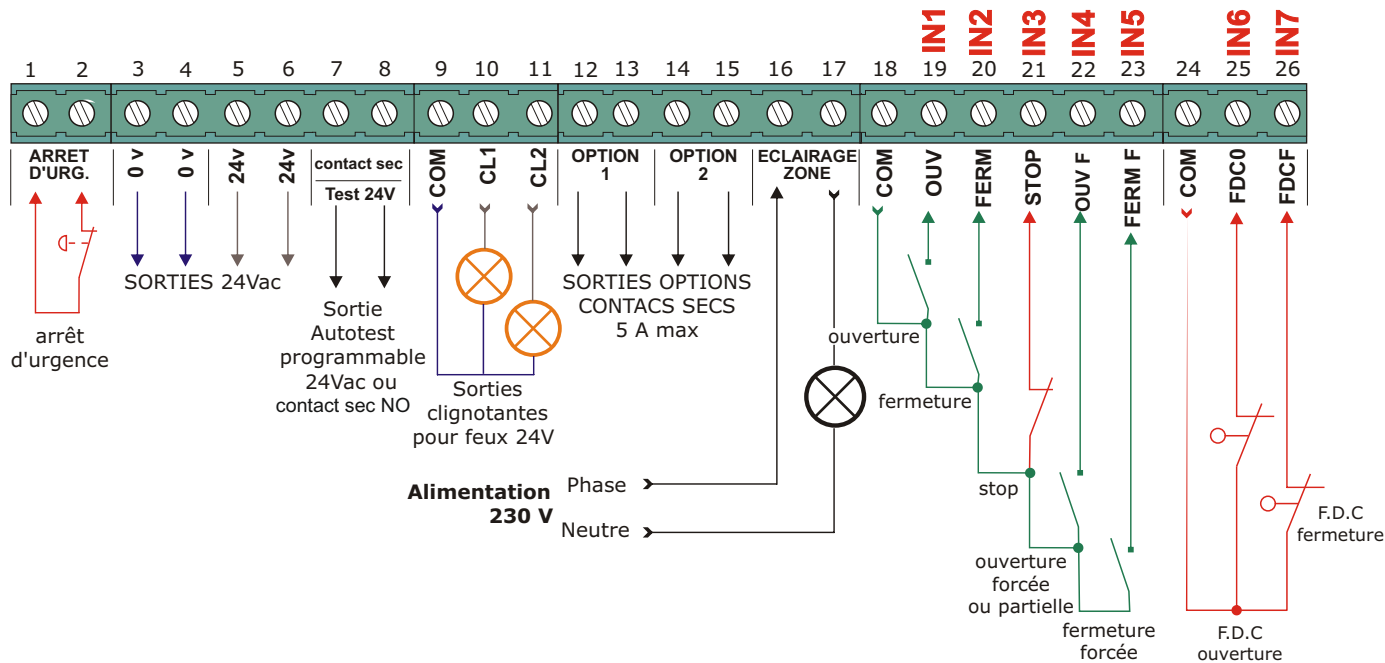 IN1 IN2 IN3 IN4 IN5 IN6 IN7
1 2 3 4 5 6 7 8 9 10 11 12 13 14 15 16 17 18 19 20 21 22 23 24 25 26
ARRET
D'URG.
0 v
0 v
24v
24v
contact sec
Test 24V
COM
CL1
CL2
OPTION
1
OPTION
2
ECLAIRAGE
ZONE
COM
OUV
FERM
STOP
OUV F
FERM F
COM
FDC0
FDCF
arrêt
d'urgence
SORTIES 24Vac
Sortie
Autotest
programmable
24Vac ou
contact sec NO
Sorties
clignotantes
pour feux 24V
SORTIES OPTIONS
CONTACS SECS
5 A max
Alimentation
230 V
Phase
Neutre
ouverture
fermeture
stop
ouverture
forcée
ou partielle
fermeture
forcée
F.D.C
ouverture
F.D.C
fermeture